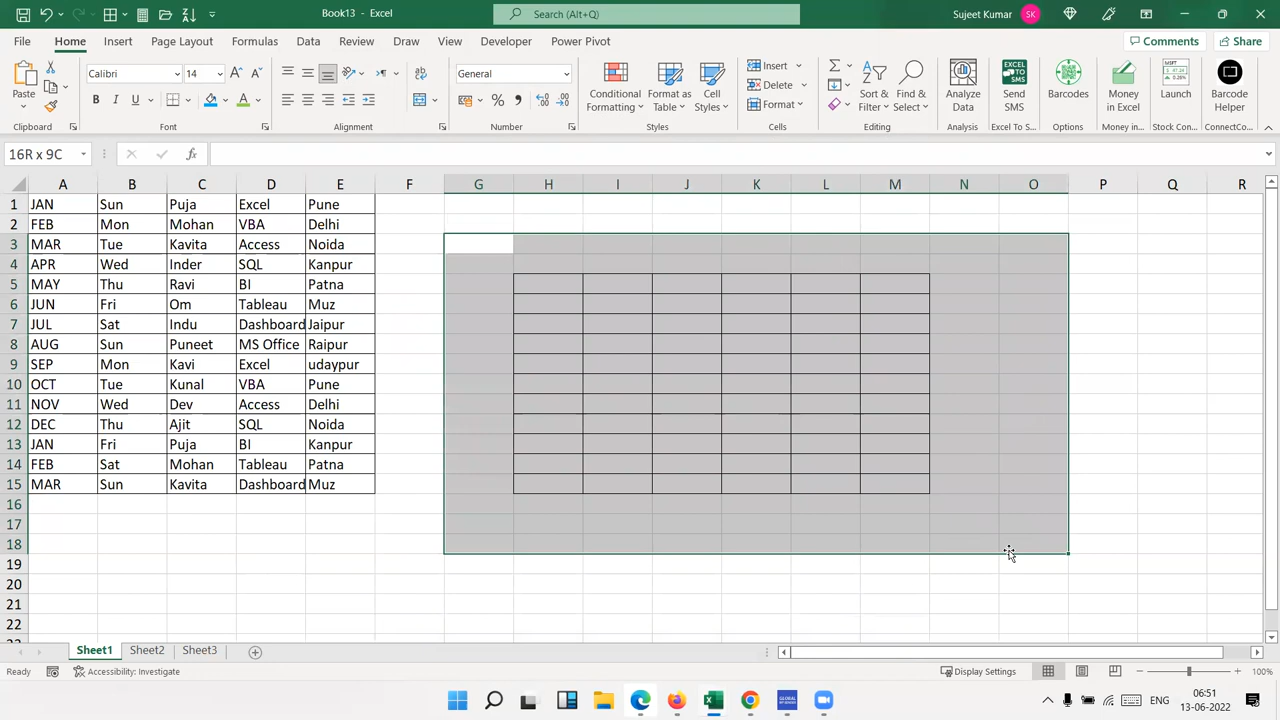 Book13 - Excel
Search (Alt+Q)
Sujeet Kumar
SK
File Home Insert Page Layout Formulas Data Review View Draw Developer Power Pivot
Comments
Share
Paste
Calibri
14
B I U
A
General
% 9
Conditional Formatting
Format as Table
Cell Styles
Insert
Delete
Format
Sort & Filter
Find & Select
Analyze Data
Send SMS
Barcodes
Money in Excel
Launch
Barcode Helper
Clipboard Font Alignment Number Styles Cells Editing Analysis Excel To S... Options Money in... Stock Con... ConnectCo...
16R x 9C
fx
A B C D E F G H I J K L M N O P Q R
1 JAN Sun Puja Excel Pune
2 FEB Mon Mohan VBA Delhi
3 MAR Tue Kavita Access Noida
4 APR Wed Inder SQL Kanpur
5 MAY Thu Ravi BI Patna
6 JUN Fri Om Tableau Muz
7 JUL Sat Indu Dashboard Jaipur
8 AUG Sun Puneet MS Office Raipur
9 SEP Mon Kavi Excel udaypur
10 OCT Tue Kunal VBA Pune
11 NOV Wed Dev Access Delhi
12 DEC Thu Ajit SQL Noida
13 JAN Fri Puja BI Kanpur
14 FEB Sat Mohan Tableau Patna
15 MAR Sun Kavita Dashboard Muz
16
17
18
19
20
21
22
Sheet1 Sheet2 Sheet3
Ready
Accessibility: Investigate
Display Settings
100%
ENG
06:51
13-06-2022